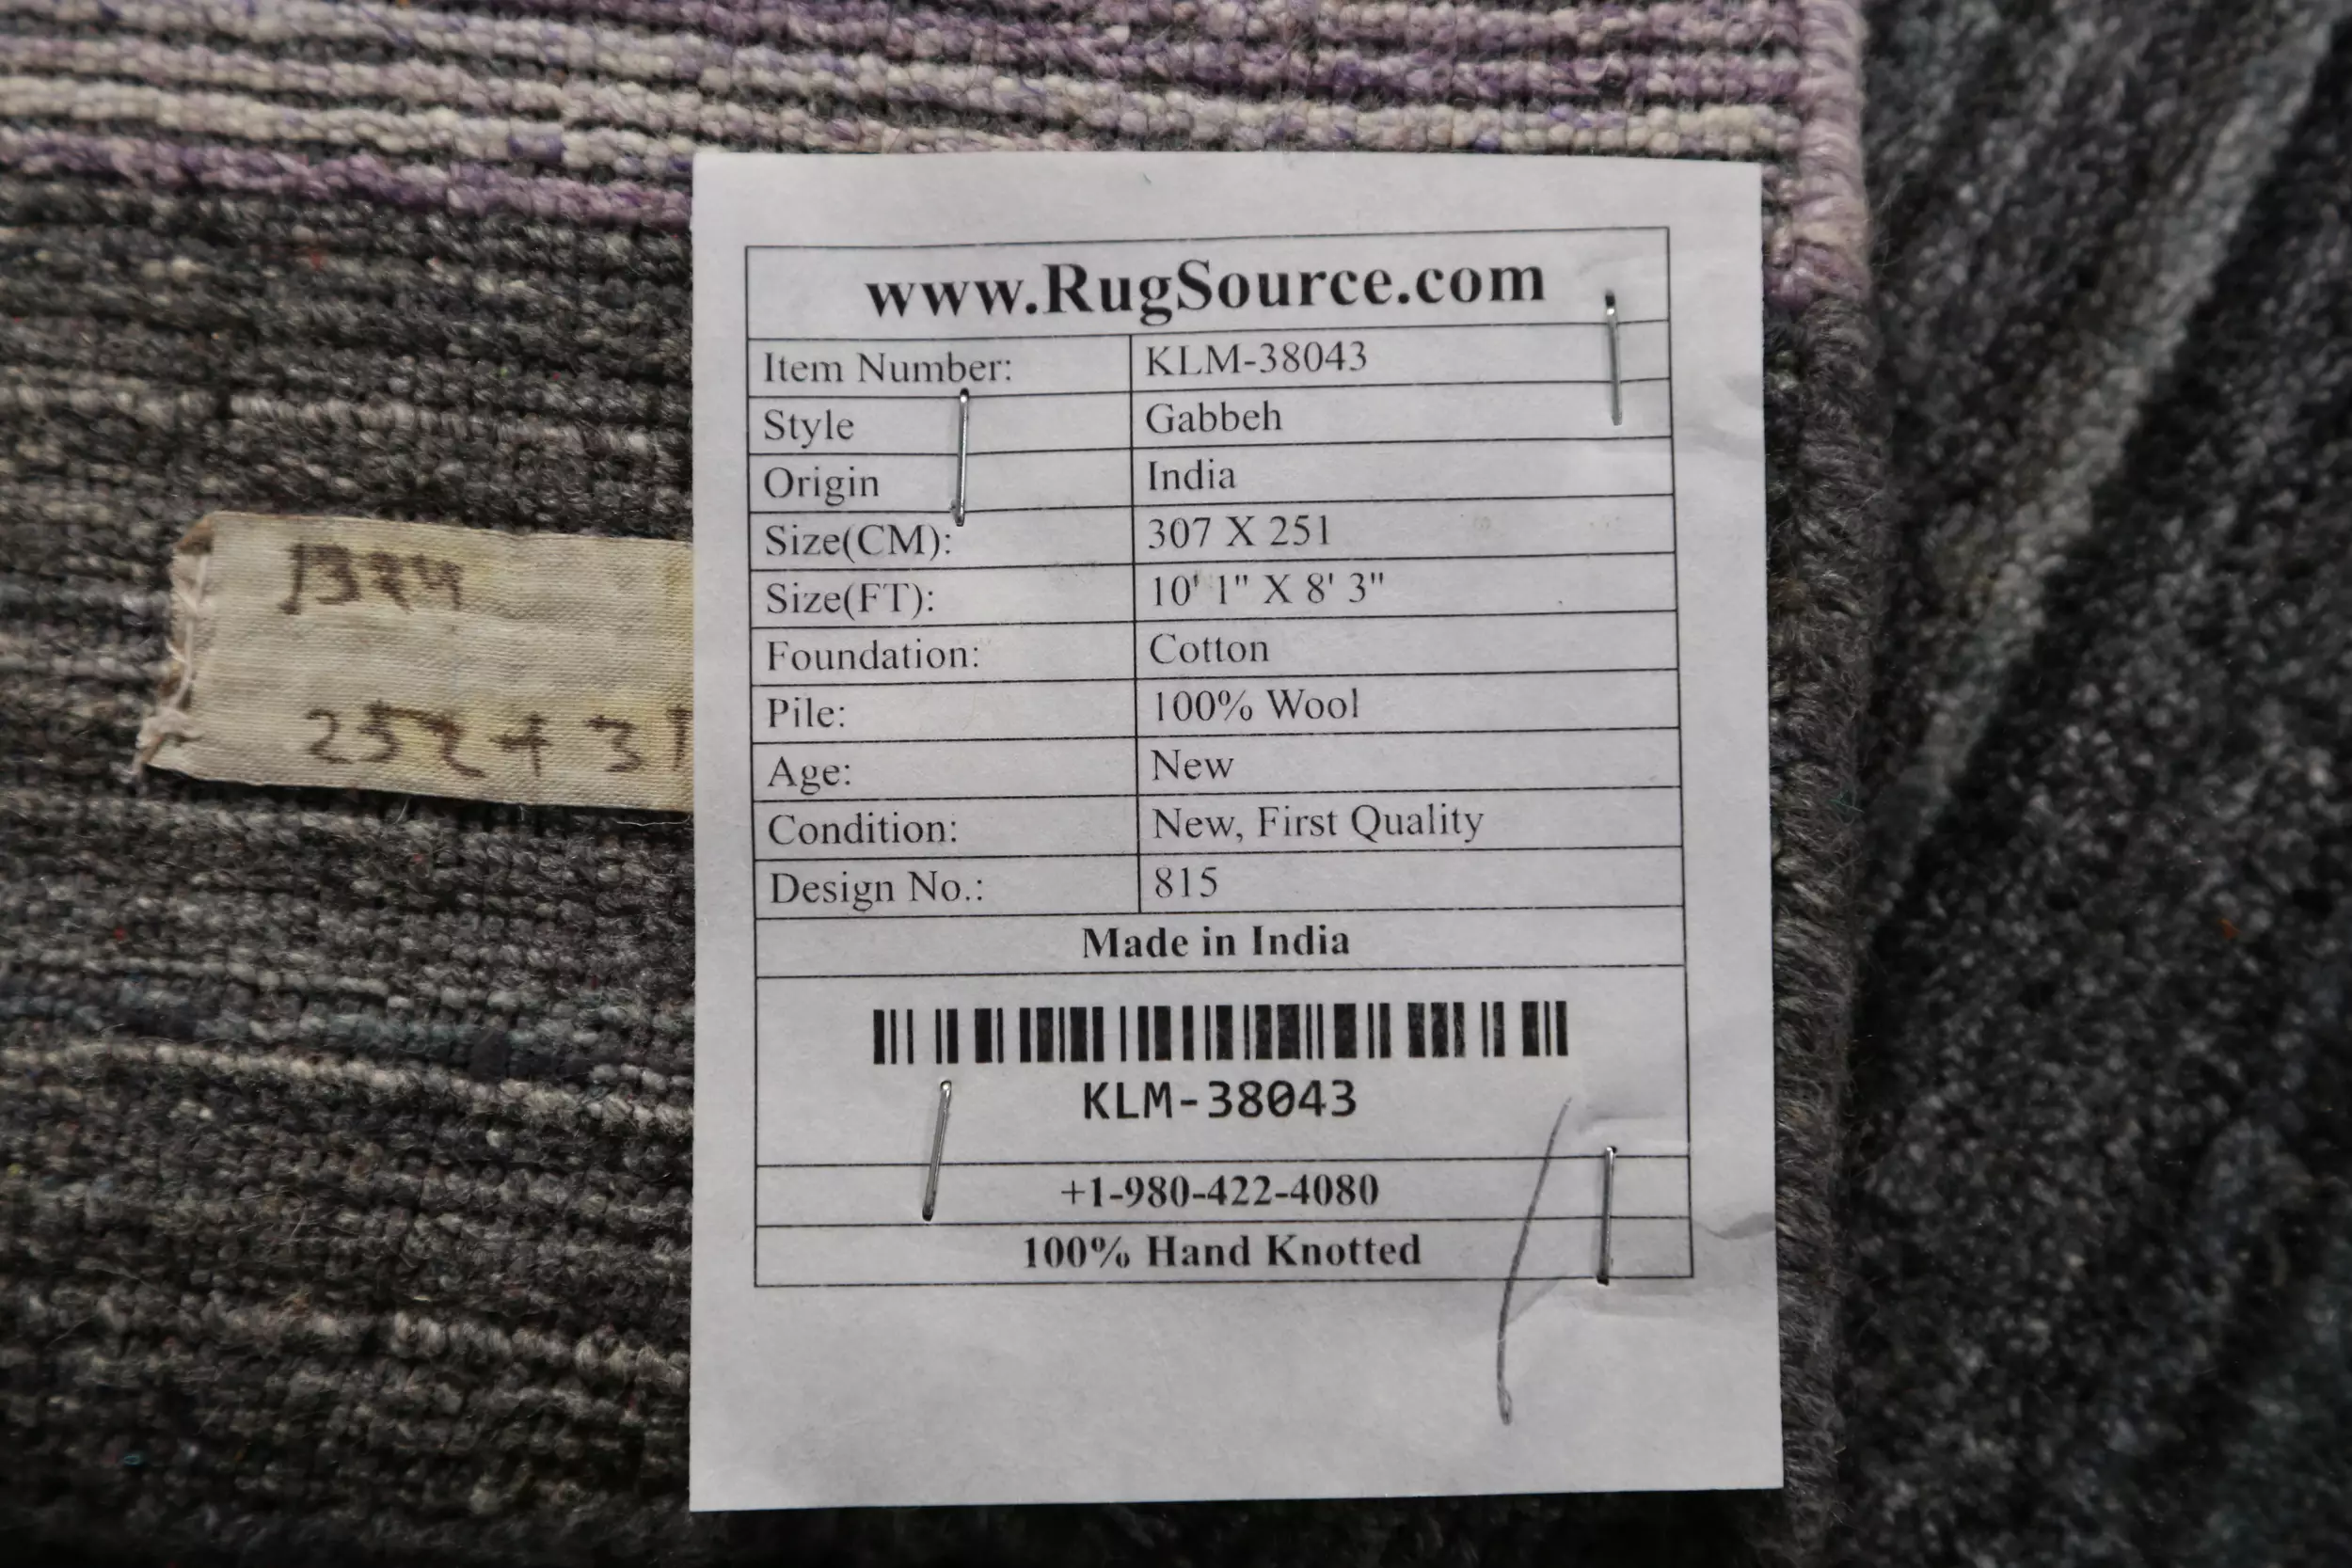 www.RugSource.com
Item Number: KLM-38043
Style Gabbeh
Origin India
Size(CM): 307 X 251
Size(FT): 10' 1" X 8' 3"
Foundation: Cotton
Pile: 100% Wool
Age: New
Condition: New, First Quality
Design No.: 815
Made in India
KLM-38043
+1-980-422-4080
100% Hand Knotted